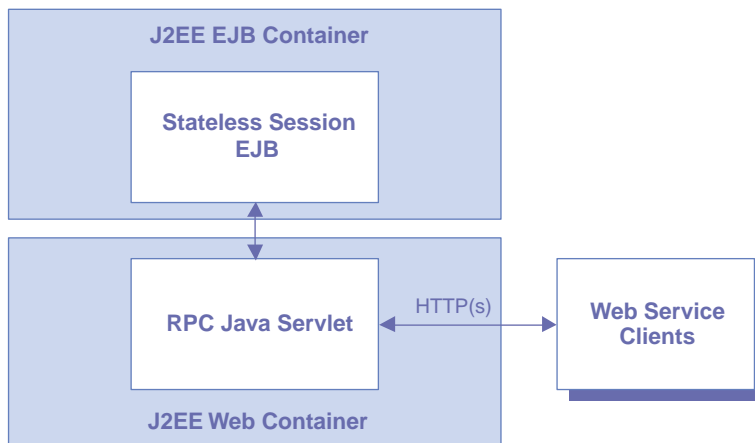 J2EE EJB Container
Stateless Session
EJB
RPC Java Servlet
HTTP(s)
Web Service
Clients
J2EE Web Container